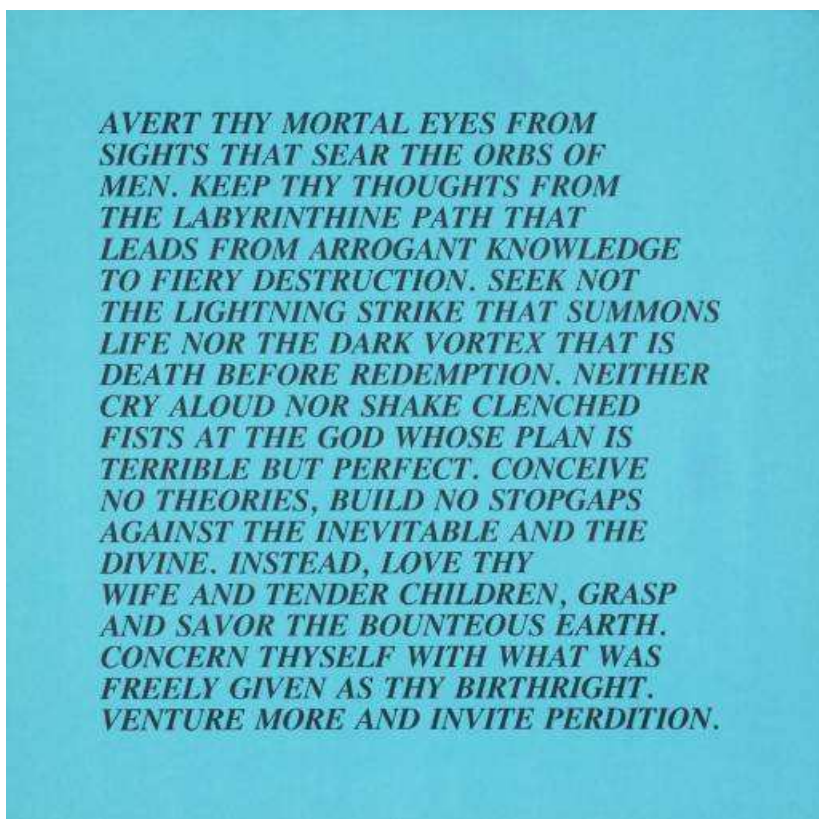 AVERT THY MORTAL EYES FROM
SIGHTS THAT SEAR THE ORBS OF
MEN. KEEP THY THOUGHTS FROM
THE LABYRINTHINE PATH THAT
LEADS FROM ARROGANT KNOWLEDGE
TO FIERY DESTRUCTION. SEEK NOT
THE LIGHTNING STRIKE THAT SUMMONS
LIFE NOR THE DARK VORTEX THAT IS
DEATH BEFORE REDEMPTION. NEITHER
CRY ALOUD NOR SHAKE CLENCHED
FISTS AT THE GOD WHOSE PLAN IS
TERRIBLE BUT PERFECT. CONCEIVE
NO THEORIES, BUILD NO STOPGAPS
AGAINST THE INEVITABLE AND THE
DIVINE. INSTEAD, LOVE THY
WIFE AND TENDER CHILDREN, GRASP
AND SAVOR THE BOUNTEOUS EARTH.
CONCERN THYSELF WITH WHAT WAS
FREELY GIVEN AS THY BIRTHRIGHT.
VENTURE MORE AND INVITE PERDITION.